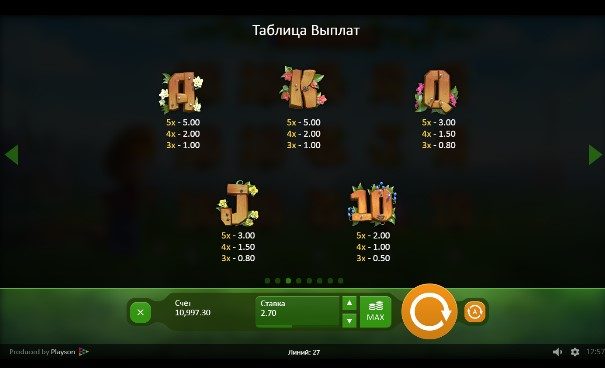 Таблица Выплат
A K Q
5x - 5.00 5x - 5.00 5x - 3.00
4x - 2.00 4x - 2.00 4x - 1.50
3x - 1.00 3x - 1.00 3x - 0.80
J 10
5x - 3.00 5x - 2.00
4x - 1.50 4x - 1.00
3x - 0.80 3x - 0.50
Счет Ставка
10,997.30 2.70
MAX
A
Produced by Playson Линий: 27 12:57